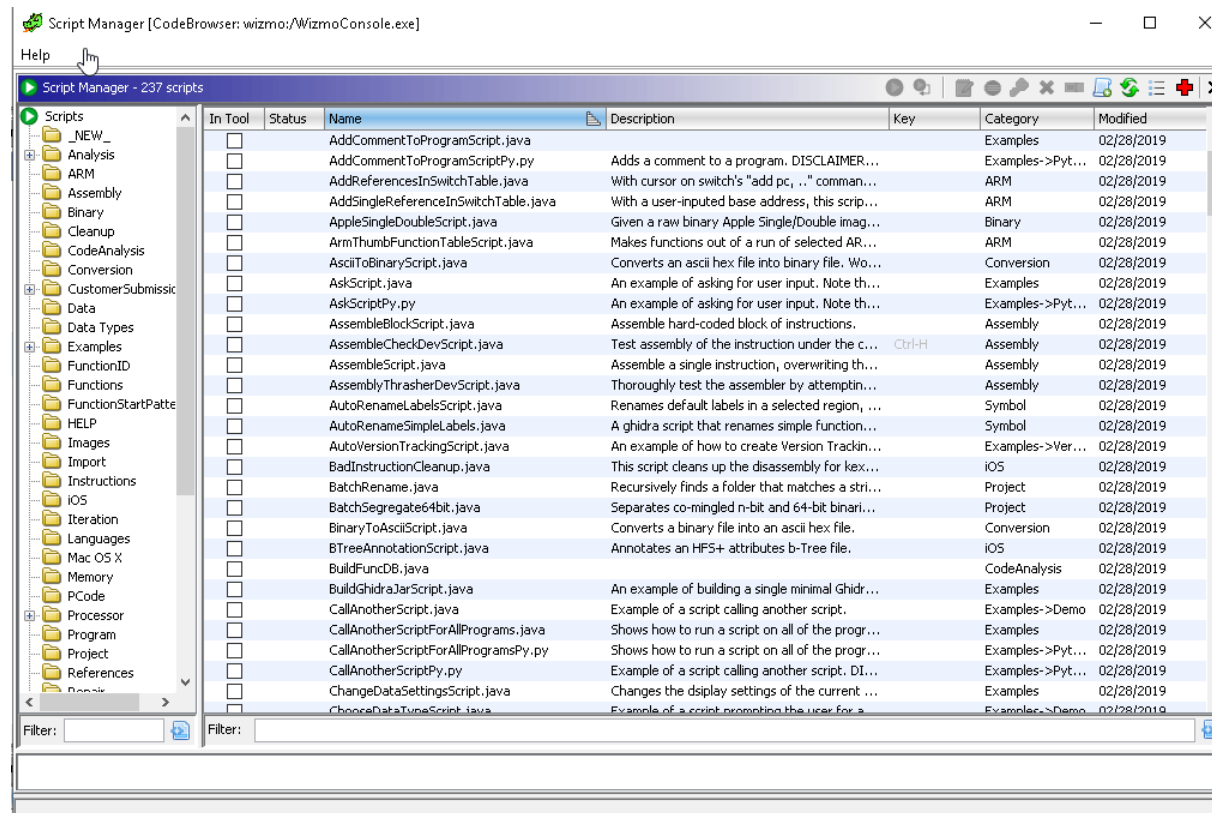 Script Manager [CodeBrowser: wizmo:/WizmoConsole.exe]
Help
Script Manager - 237 scripts
Scripts
_NEW_
Analysis
ARM
Assembly
Binary
Cleanup
CodeAnalysis
Conversion
CustomerSubmissic
Data
Data Types
Examples
FunctionID
Functions
FunctionStartPatte
HELP
Images
Import
Instructions
iOS
Iteration
Languages
Mac OS X
Memory
PCode
Processor
Program
Project
References
Repair
Filter:
In Tool Status Name Description Key Category Modified
AddCommentToProgramScript.java Examples 02/28/2019
AddCommentToProgramScriptPy.py Adds a comment to a program. DISCLAIMER... Examples->Pyt... 02/28/2019
AddReferencesInSwitchTable.java With cursor on switch's "add pc, .." comman... ARM 02/28/2019
AddSingleReferenceInSwitchTable.java With a user-inputed base address, this scrip... ARM 02/28/2019
AppleSingleDoubleScript.java Given a raw binary Apple Single/Double imag... Binary 02/28/2019
ArmThumbFunctionTableScript.java Makes functions out of a run of selected AR... ARM 02/28/2019
AsciiToBinaryScript.java Converts an ascii hex file into binary file. Wo... Conversion 02/28/2019
AskScript.java An example of asking for user input. Note th... Examples 02/28/2019
AskScriptPy.py An example of asking for user input. Note th... Examples->Pyt... 02/28/2019
AssembleBlockScript.java Assemble hard-coded block of instructions. Assembly 02/28/2019
AssembleCheckDevScript.java Test assembly of the instruction under the c... Ctrl-H Assembly 02/28/2019
AssembleScript.java Assemble a single instruction, overwriting th... Assembly 02/28/2019
AssemblyThrasherDevScript.java Thoroughly test the assembler by attemptin... Assembly 02/28/2019
AutoRenameLabelsScript.java Renames default labels in a selected region, ... Symbol 02/28/2019
AutoRenameSimpleLabels.java A ghidra script that renames simple function... Symbol 02/28/2019
AutoVersionTrackingScript.java An example of how to create Version Trackin... Examples->Ver... 02/28/2019
BadInstructionCleanup.java This script cleans up the disassembly for kex... iOS 02/28/2019
BatchRename.java Recursively finds a folder that matches a stri... Project 02/28/2019
BatchSegregate64bit.java Separates co-mingled n-bit and 64-bit binari... Project 02/28/2019
BinaryToAsciiScript.java Converts a binary file into an ascii hex file. Conversion 02/28/2019
BTreeAnnotationScript.java Annotates an HFS+ attributes b-Tree file. iOS 02/28/2019
BuildFuncDB.java CodeAnalysis 02/28/2019
BuildGhidraJarScript.java An example of building a single minimal Ghidr... Examples 02/28/2019
CallAnotherScript.java Example of a script calling another script. Examples->Demo 02/28/2019
CallAnotherScriptForAllPrograms.java Shows how to run a script on all of the progr... Examples 02/28/2019
CallAnotherScriptForAllProgramsPy.py Shows how to run a script on all of the progr... Examples->Pyt... 02/28/2019
CallAnotherScriptPy.py Example of a script calling another script. DI... Examples->Pyt... 02/28/2019
ChangeDataSettingsScript.java Changes the dsiplay settings of the current ... Examples 02/28/2019
ChooseDataTypeScript.java Example of a script prompting the user for a Examples->Demo 02/28/2019
Filter: